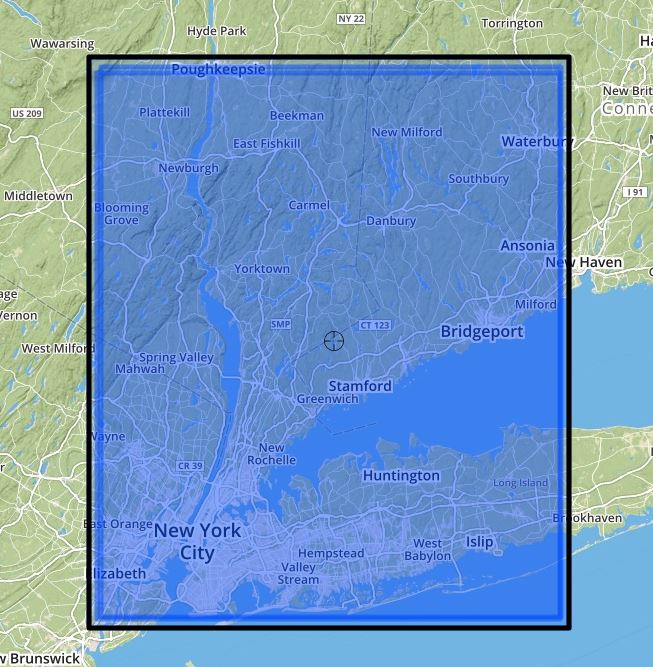 NY 22
Torrington
Hyde Park
Wawarsing
Poughkeepsie
New Brit
Conne
US 209
Plattekill
Beekman
New Milford
Waterbury
East Fishkill
Newburgh
Southbury
I 91
Middletown
Blooming
Grove
Carmel
Danbury
Ansonia
New Haven
Yorktown
age
Vernon
Milford
SMP
CT 123
Bridgeport
West Milford
Spring Valley
Mahwah
Stamford
Greenwich
Wayne
New
Rochelle
CR 39
Huntington
Long Island
East Orange
New York
City
Brookhaven
Hempstead
West
Babylon
Islip
Valley
Stream
lizabeth
w Brunswick